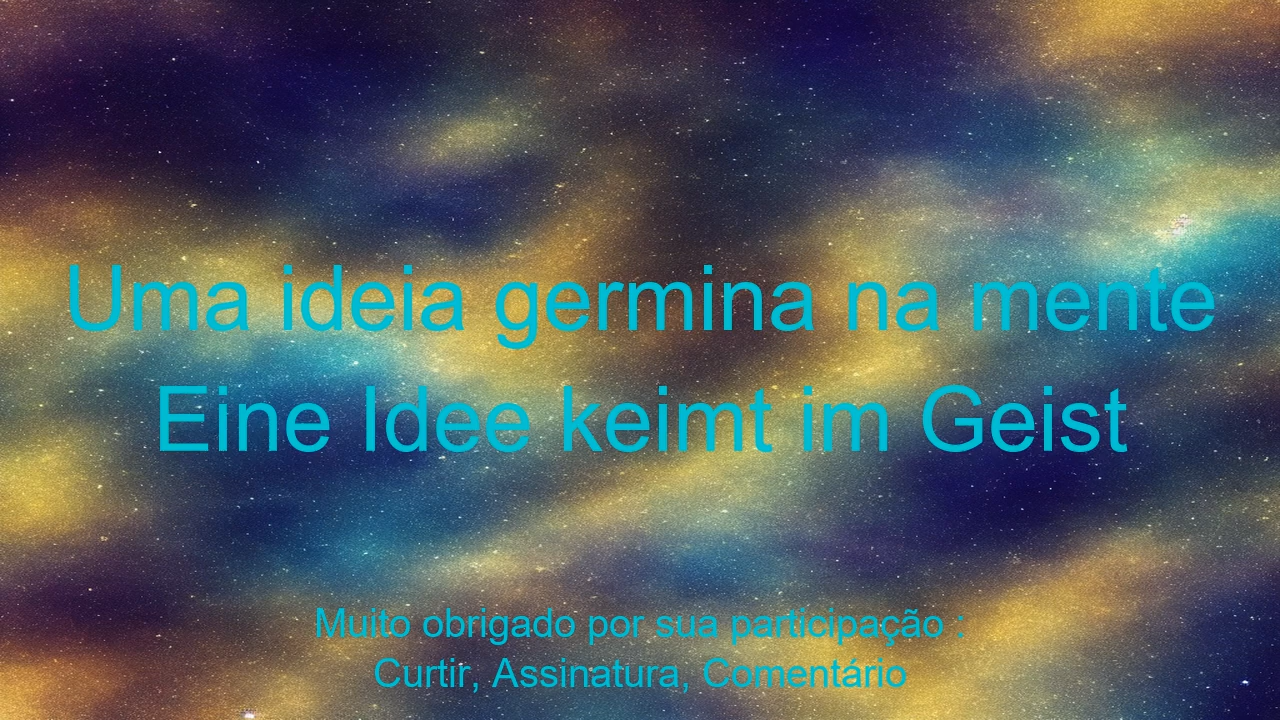 Uma ideia germina na mente
Eine Idee keimt im Geist
Muito obrigado por sua participação :
Curtir, Assinatura, Comentário